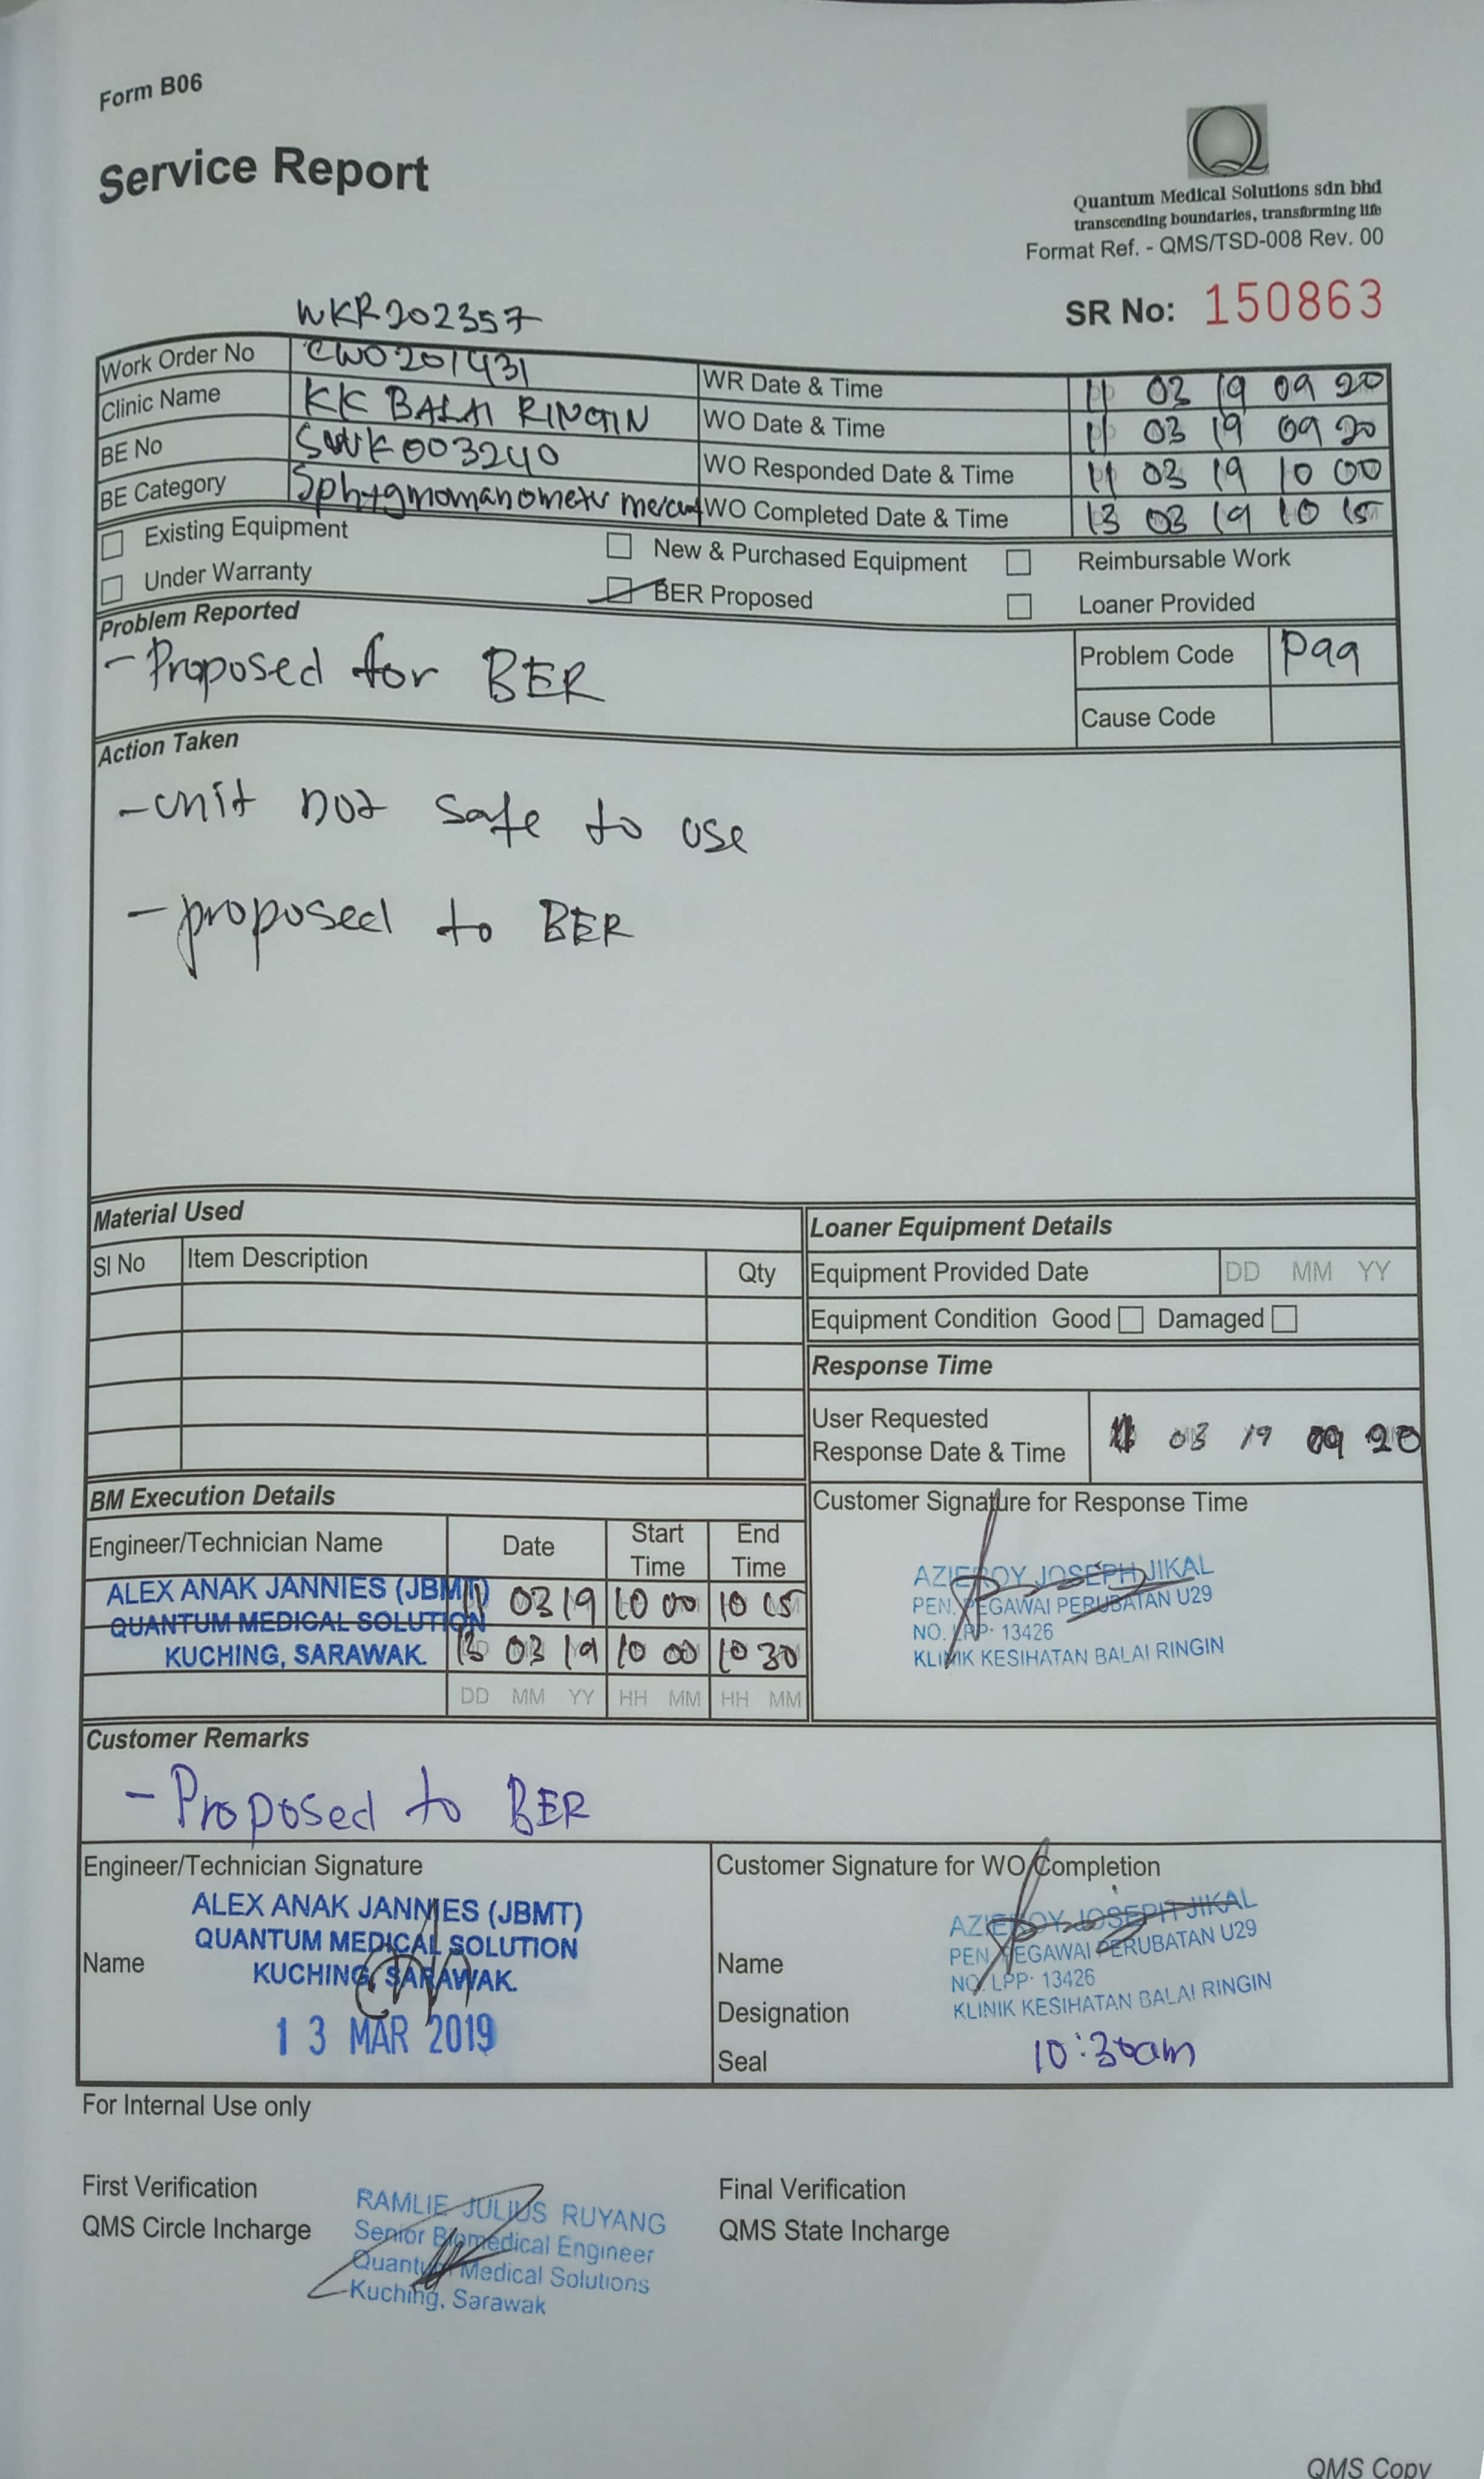 Form B06
Service Report
Quantum Medical Solutions sdn bhd
transcending boundaries, transforming life
Format Ref. - QMS/TSD-008 Rev. 00
SR No: 150863
WKR202357
Work Order No CWO201431 WR Date & Time 11 03 19 09 20
Clinic Name KK BALAI RINGIN WO Date & Time 11 03 19 09 20
BE No SWK003240 WO Responded Date & Time 11 03 19 10 00
BE Category Sphygmomanometer WO Completed Date & Time 13 03 19 10 15
Existing Equipment New & Purchased Equipment Reimbursable Work
Under Warranty BER Proposed Loaner Provided
Problem Reported
- Proposed for BER
Problem Code P99
Cause Code
Action Taken
- unit not safe to use
- proposed to BER
Material Used
Sl No Item Description Qty
Loaner Equipment Details
Equipment Provided Date DD MM YY
Equipment Condition Good Damaged
Response Time
User Requested
Response Date & Time 11 03 19 09 20
BM Execution Details
Engineer/Technician Name Date Start Time End Time
ALEX ANAK JANNIES (JBMT) 11 03 19 10 00 10 15
QUANTUM MEDICAL SOLUTION
KUCHING, SARAWAK. 13 03 19 10 00 10 30
DD MM YY HH MM HH MM
Customer Signature for Response Time
AZIEROY JOSEPH JIKAL
PEN. PEGAWAI PERUBATAN U29
NO. LPP: 13426
KLINIK KESIHATAN BALAI RINGIN
Customer Remarks
- Proposed to BER
Engineer/Technician Signature
ALEX ANAK JANNIES (JBMT)
QUANTUM MEDICAL SOLUTION
Name KUCHING, SARAWAK.
13 MAR 2019
Customer Signature for WO Completion
AZIEROY JOSEPH JIKAL
PEN. PEGAWAI PERUBATAN U29
Name
NO. LPP: 13426
KLINIK KESIHATAN BALAI RINGIN
Designation
Seal 10:30am
For Internal Use only
First Verification
QMS Circle Incharge
RAMLIE JULIUS RUYANG
Senior Biomedical Engineer
Quantum Medical Solutions
Kuching, Sarawak
Final Verification
QMS State Incharge
QMS Copy